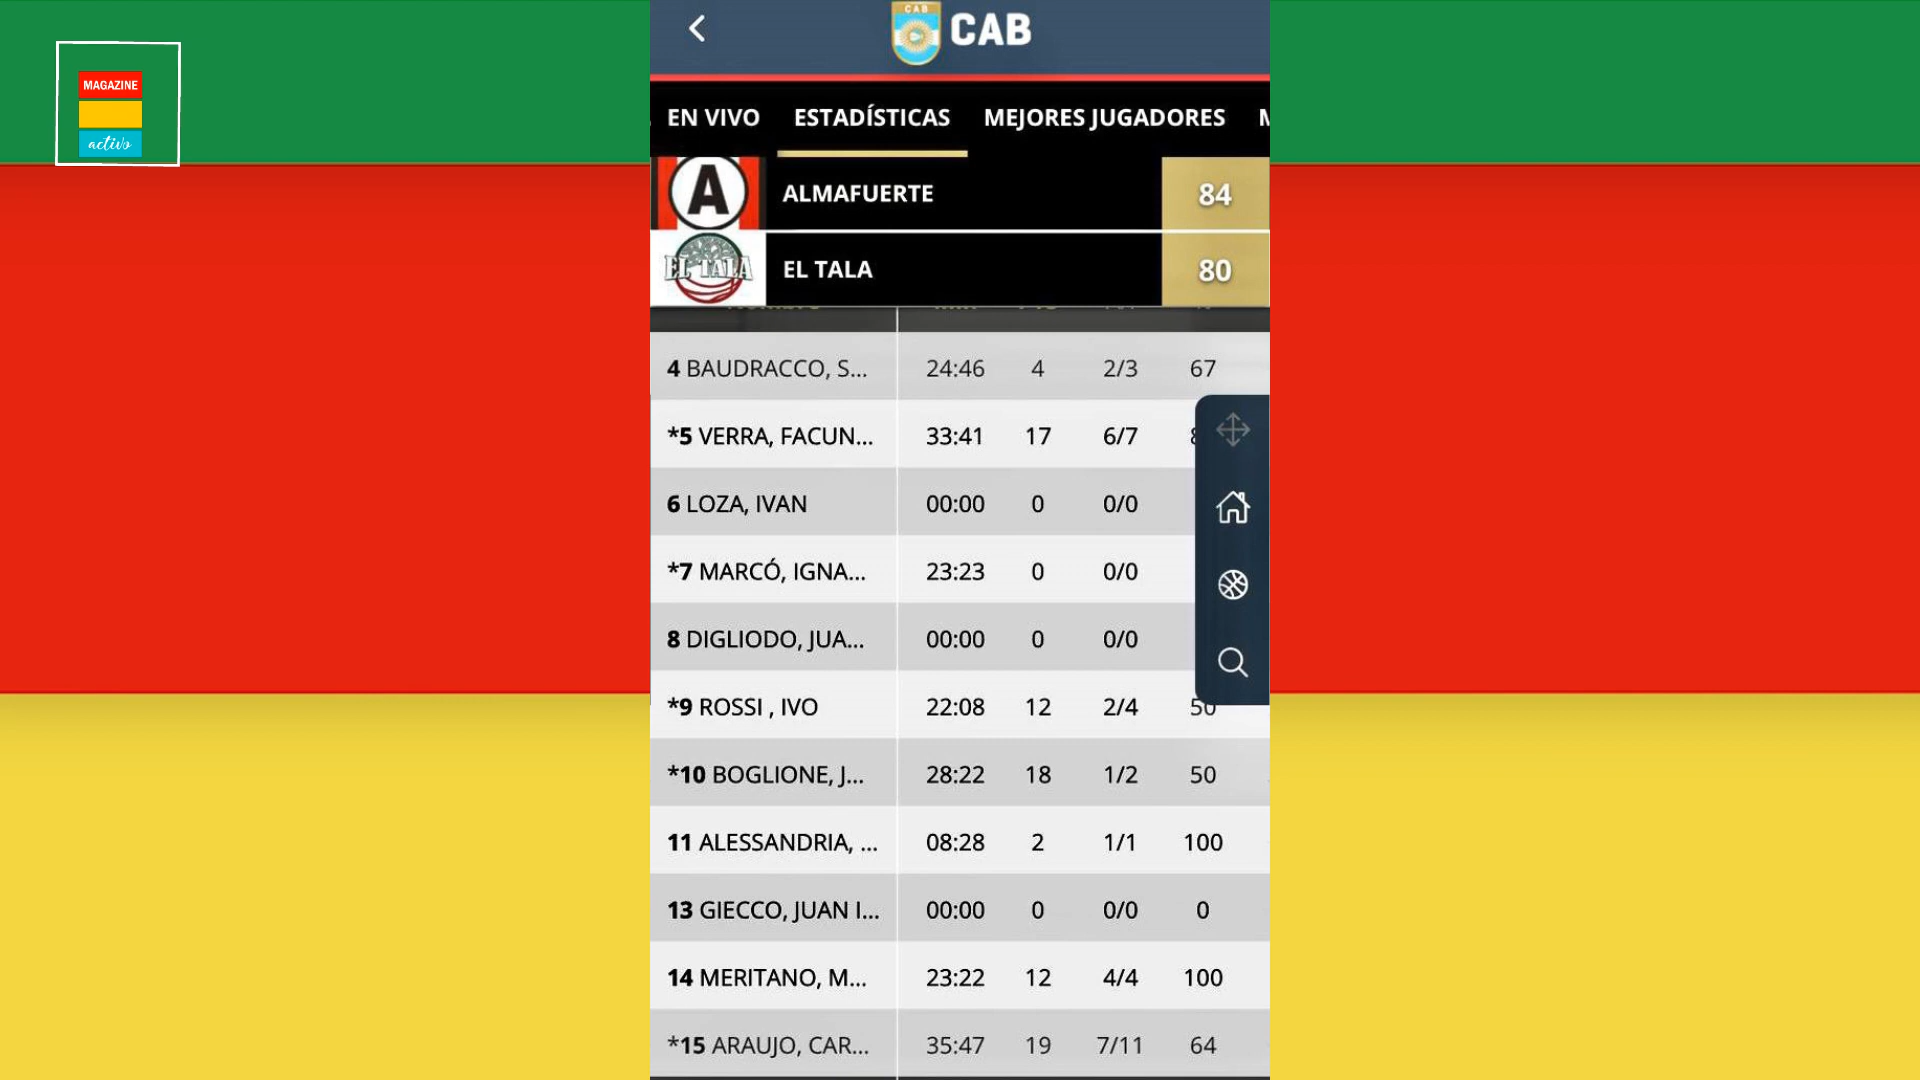 MAGAZINE
activo
CAB
CAB
EN VIVO ESTADÍSTICAS MEJORES JUGADORES
A ALMAFUERTE 84
EL TALA EL TALA 80
4 BAUDRACCO, S... 24:46 4 2/3 67
*5 VERRA, FACUN... 33:41 17 6/7
6 LOZA, IVAN 00:00 0 0/0
*7 MARCÓ, IGNA... 23:23 0 0/0
8 DIGLIODO, JUA... 00:00 0 0/0
*9 ROSSI , IVO 22:08 12 2/4 50
*10 BOGLIONE, J... 28:22 18 1/2 50
11 ALESSANDRIA, ... 08:28 2 1/1 100
13 GIECCO, JUAN I... 00:00 0 0/0 0
14 MERITANO, M... 23:22 12 4/4 100
*15 ARAUJO, CAR... 35:47 19 7/11 64